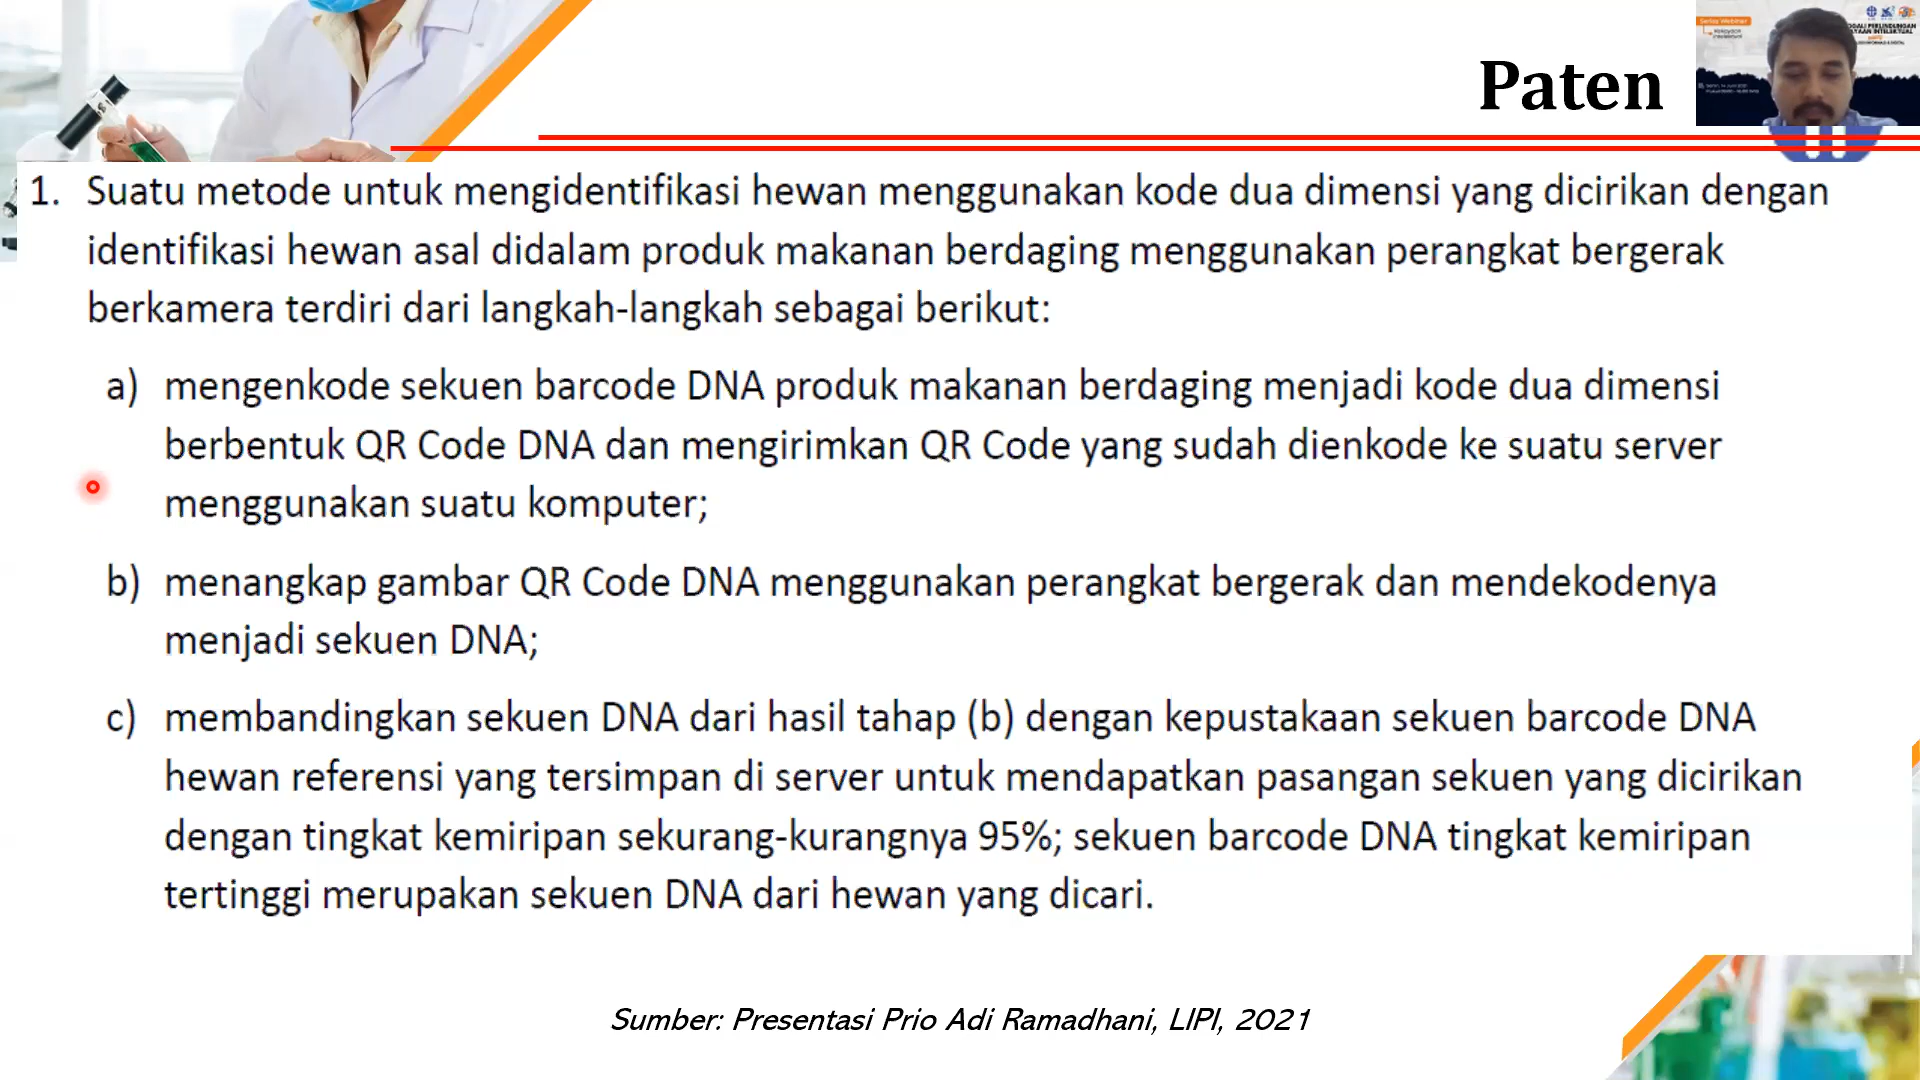 Paten
Series Webinar
1. Suatu metode untuk mengidentifikasi hewan menggunakan kode dua dimensi yang dicirikan dengan
identifikasi hewan asal didalam produk makanan berdaging menggunakan perangkat bergerak
berkamera terdiri dari langkah-langkah sebagai berikut:
a) mengenkode sekuen barcode DNA produk makanan berdaging menjadi kode dua dimensi
berbentuk QR Code DNA dan mengirimkan QR Code yang sudah dienkode ke suatu server
menggunakan suatu komputer;
b) menangkap gambar QR Code DNA menggunakan perangkat bergerak dan mendekodenya
menjadi sekuen DNA;
c) membandingkan sekuen DNA dari hasil tahap (b) dengan kepustakaan sekuen barcode DNA
hewan referensi yang tersimpan di server untuk mendapatkan pasangan sekuen yang dicirikan
dengan tingkat kemiripan sekurang-kurangnya 95%; sekuen barcode DNA tingkat kemiripan
tertinggi merupakan sekuen DNA dari hewan yang dicari.
Sumber: Presentasi Prio Adi Ramadhani, LIPI, 2021